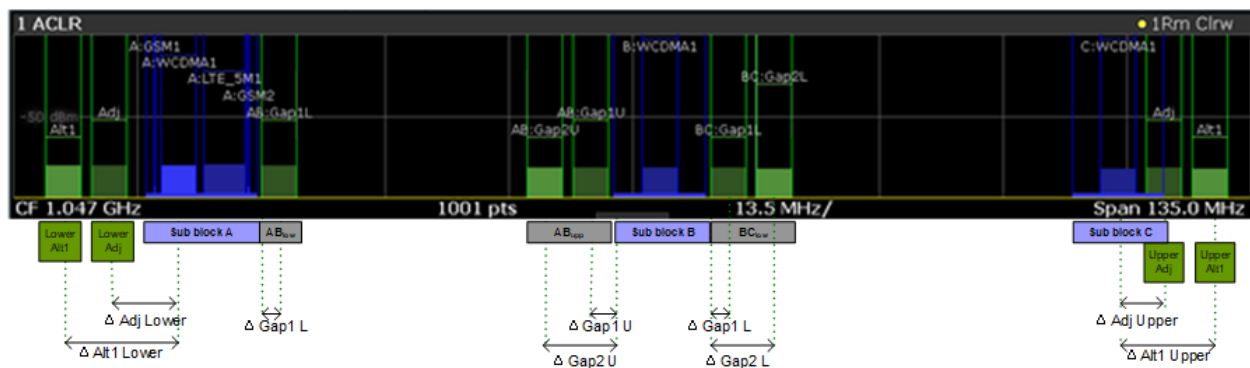 1 ACLR
1Rm Clrw
A:GSM1
B:WCDMA1
C:WCDMA1
A:WCDMA1
A:LTE_5M1
BC:Gap2L
A:GSM2
-50 dBm
Adj
AB:Gap1L
AB:Gap1U
Adj
Alt1
AB:Gap2U
BC:Gap1L
Alt1
CF 1.047 GHz
1001 pts
13.5 MHz/
Span 135.0 MHz
Lower Alt1
Lower Adj
Sub block A
ABlow
ABupp
Sub block B
BClow
Sub block C
Upper Adj
Upper Alt1
Δ Adj Lower
Δ Gap1 L
Δ Gap1 U
Δ Gap1 L
Δ Adj Upper
Δ Alt1 Lower
Δ Gap2 U
Δ Gap2 L
Δ Alt1 Upper